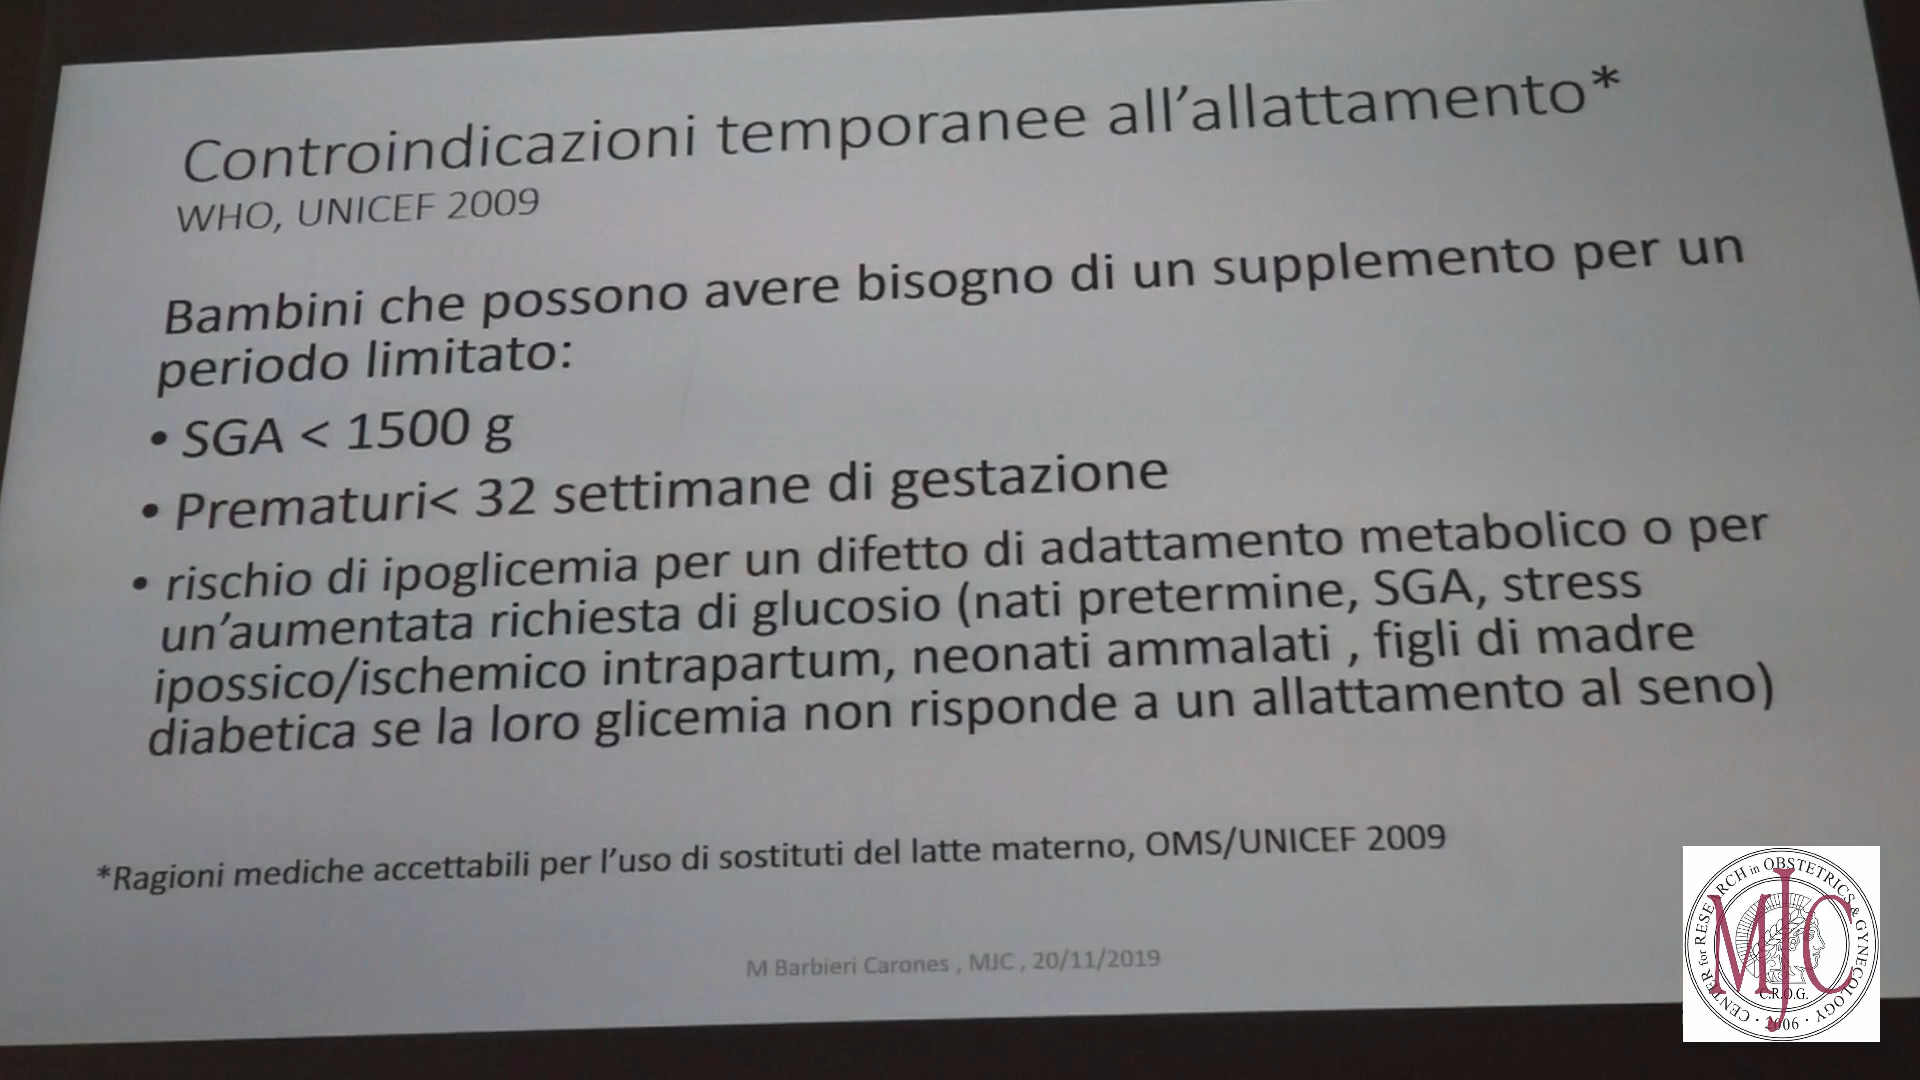 Controindicazioni temporanee all'allattamento*
WHO, UNICEF 2009
Bambini che possono avere bisogno di un supplemento per un
periodo limitato:
• SGA < 1500 g
• Prematuri< 32 settimane di gestazione
• rischio di ipoglicemia per un difetto di adattamento metabolico o per
un'aumentata richiesta di glucosio (nati pretermine, SGA, stress
ipossico/ischemico intrapartum, neonati ammalati , figli di madre
diabetica se la loro glicemia non risponde a un allattamento al seno)
*Ragioni mediche accettabili per l'uso di sostituti del latte materno, OMS/UNICEF 2009
M Barbieri Carones , MJC , 20/11/2019
CENTER for RESEARCH in OBSTETRICS & GYNECOLOGY
MJC
C.R.O.G.
· 2006 ·